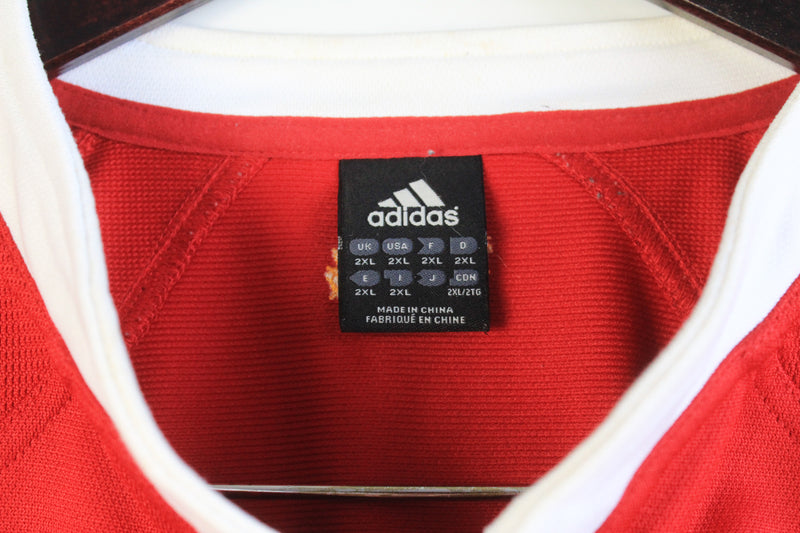 adidas
UK USA F D
2XL 2XL 2XL 2XL
E I J CDN
2XL 2XL 2XL/2TG
MADE IN CHINA
FABRIQUÉ EN CHINE